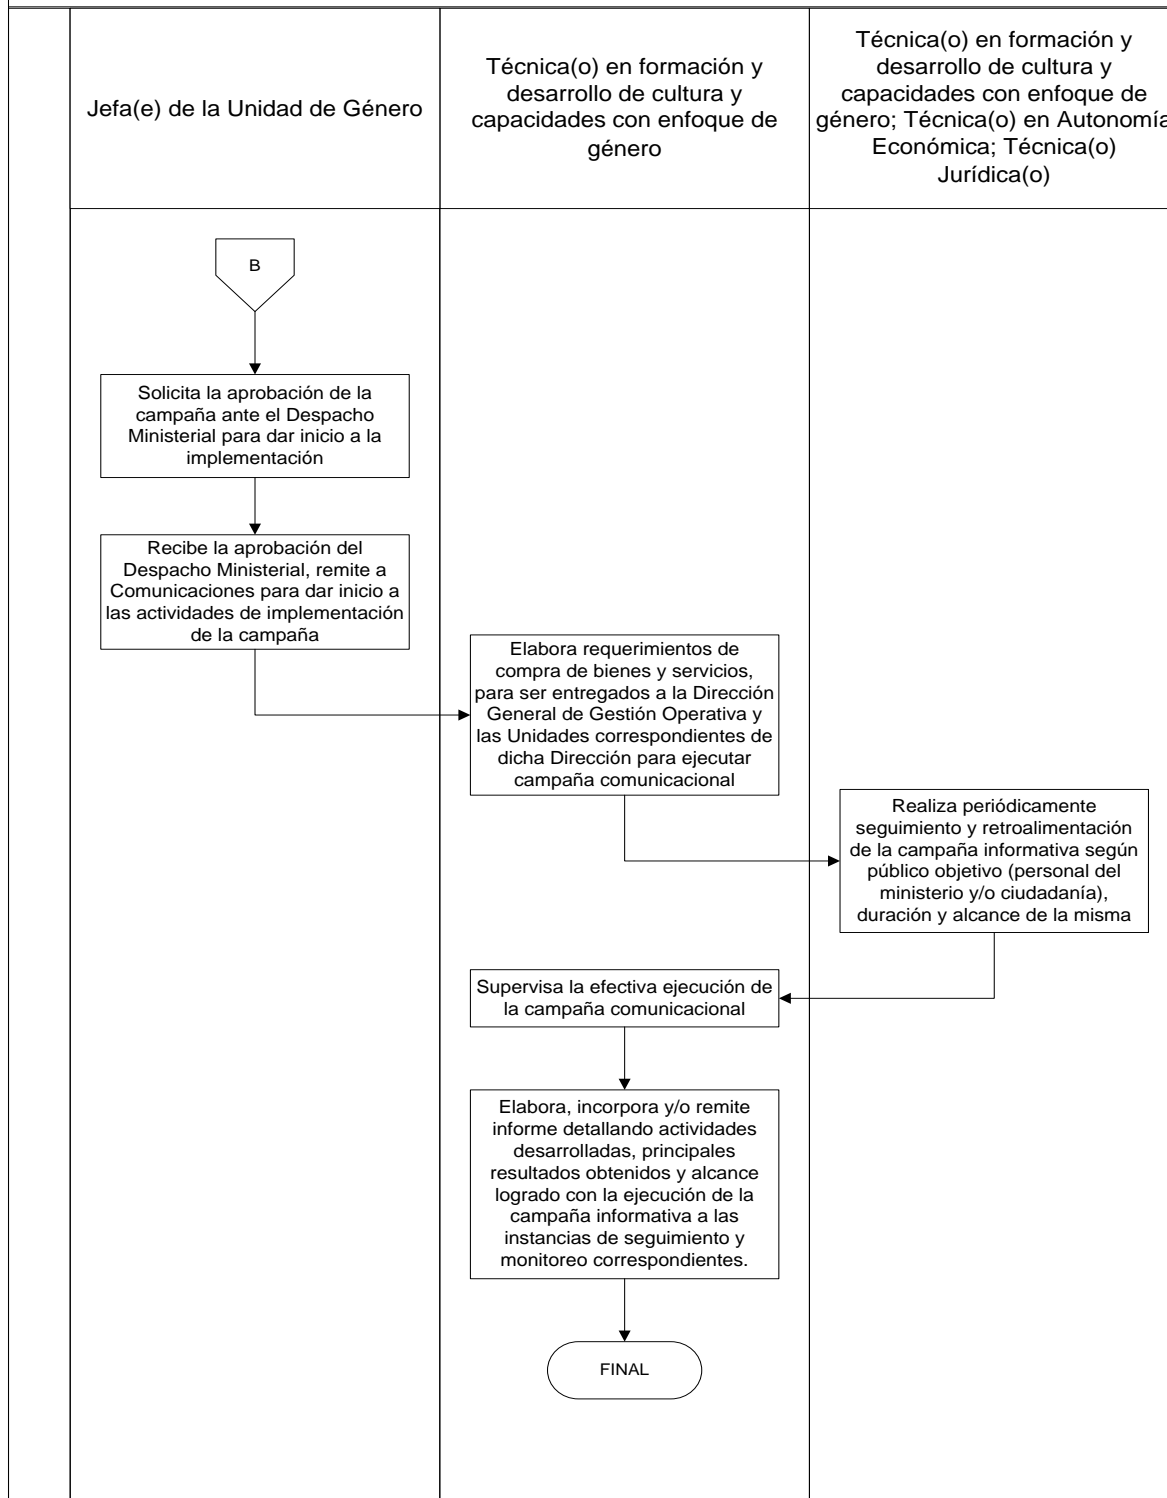 Jefa(e) de la Unidad de Género
Técnica(o) en formación y
desarrollo de cultura y
capacidades con enfoque de
género
Técnica(o) en formación y
desarrollo de cultura y
capacidades con enfoque de
género; Técnica(o) en Autonomía
Económica; Técnica(o)
Jurídica(o)
B
Solicita la aprobación de la
campaña ante el Despacho
Ministerial para dar inicio a la
implementación
Recibe la aprobación del
Despacho Ministerial, remite a
Comunicaciones para dar inicio a
las actividades de implementación
de la campaña
Elabora requerimientos de
compra de bienes y servicios,
para ser entregados a la Dirección
General de Gestión Operativa y
las Unidades correspondientes de
dicha Dirección para ejecutar
campaña comunicacional
Realiza periódicamente
seguimiento y retroalimentación
de la campaña informativa según
público objetivo (personal del
ministerio y/o ciudadanía),
duración y alcance de la misma
Supervisa la efectiva ejecución de
la campaña comunicacional
Elabora, incorpora y/o remite
informe detallando actividades
desarrolladas, principales
resultados obtenidos y alcance
logrado con la ejecución de la
campaña informativa a las
instancias de seguimiento y
monitoreo correspondientes.
FINAL